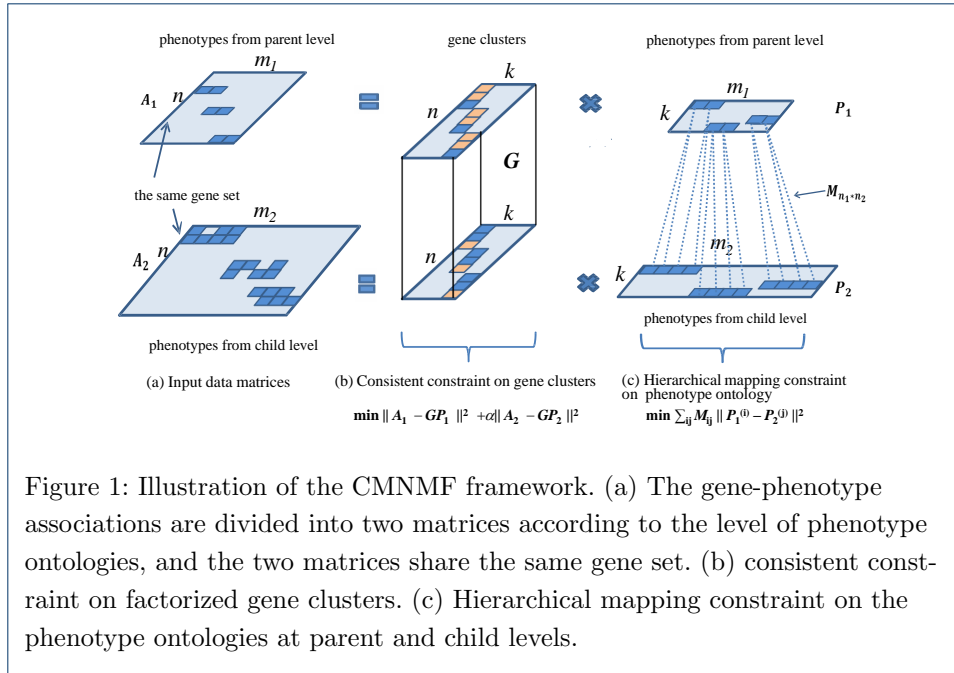 phenotypes from parent level
gene clusters
phenotypes from parent level
m1
A1
n
k
n
m1
k
P1
the same gene set
G
Mn1*n2
m2
A2
n
k
n
m2
k
P2
phenotypes from child level
phenotypes from child level
(a) Input data matrices
(b) Consistent constraint on gene clusters
(c) Hierarchical mapping constraint
on phenotype ontology
min || A1 − GP1 ||² +α|| A2 − GP2 ||²
min ∑ij Mij || P1(i) − P2(j) ||²
Figure 1: Illustration of the CMNMF framework. (a) The gene-phenotype
associations are divided into two matrices according to the level of phenotype
ontologies, and the two matrices share the same gene set. (b) consistent const-
raint on factorized gene clusters. (c) Hierarchical mapping constraint on the
phenotype ontologies at parent and child levels.